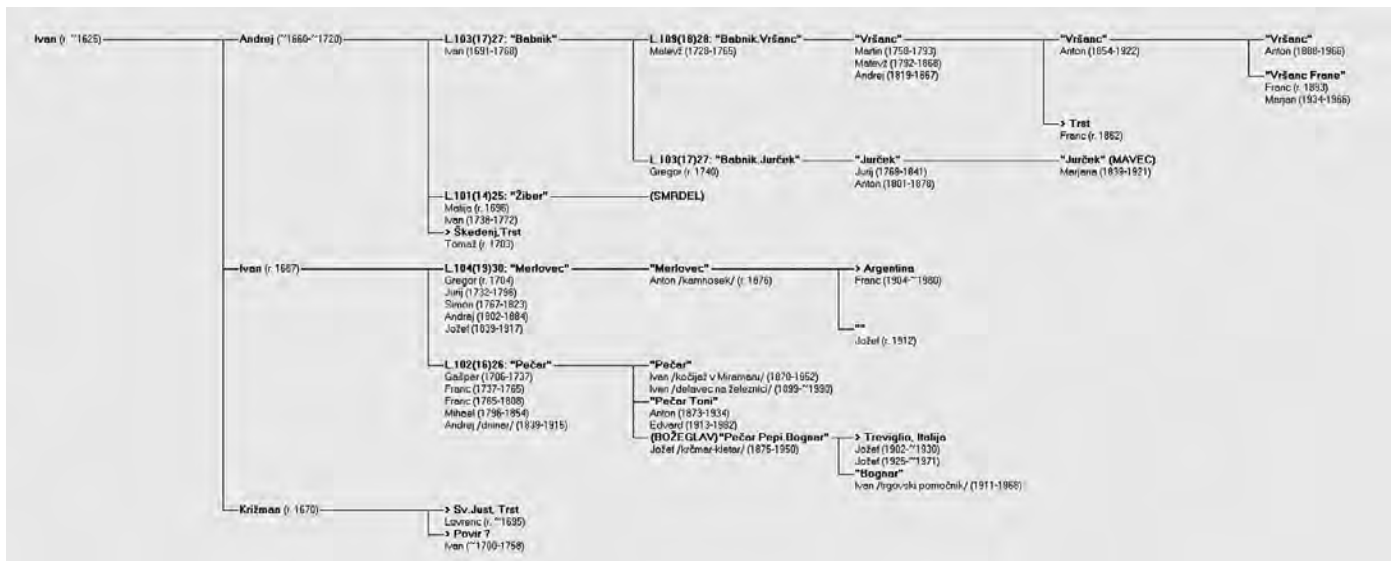 Ivan (r. ~1625)
Andrej (~1660-~1720)
L.103(17)27: "Babnik"
Ivan (1691-1768)
L.109(18)28: "Babnik.Vršanc"
Matevž (1728-1765)
"Vršanc"
Martin (1758-1793)
Matevž (1792-1868)
Andrej (1819-1867)
"Vršanc"
Anton (1854-1922)
"Vršanc"
Anton (1888-1966)
"Vršanc Franc"
Franc (r. 1893)
Marjan (1934-1966)
> Trst
Franc (r. 1862)
L.103(17)27: "Babnik.Jurček"
Gregor (r. 1740)
"Jurček"
Jurij (1769-1841)
Anton (1801-1878)
"Jurček" (MAVEC)
Marjana (1839-1921)
L.101(14)25: "Žiber"
Matija (r. 1696)
Ivan (1738-1772)
(SMRDEL)
> Škedenj,Trst
Tomaž (r. 1703)
Ivan (r. 1667)
L.104(19)30: "Merlovec"
Gregor (r. 1704)
Jurij (1732-1796)
Simon (1767-1823)
Andrej (1802-1884)
Jožef (1839-1917)
"Merlovec"
Anton /kamnosek/ (r. 1876)
> Argentina
Franc (1904-~1980)
""
Jožef (r. 1912)
L.102(16)26: "Pečar"
Gašper (1706-1737)
Franc (1737-1765)
Franc (1765-1808)
Mihael (1796-1854)
Andrej /dninar/ (1839-1915)
"Pečar"
Ivan /kočijaž v Miramaru/ (1870-1952)
Ivan /delavec na železnici/ (1899-~1990)
"Pečar Toni"
Anton (1873-1934)
Edvard (1913-1992)
(BOŽEGLAV)"Pečar Pepi.Bognar"
Jožef /krčmar-kletar/ (1875-1950)
> Treviglio, Italija
Jožef (1902-~1930)
Jožef (1925-~1971)
"Bognar"
Ivan /trgovski pomočnik/ (1911-1968)
Križman (r. 1670)
> Sv.Just, Trst
Lovrenc (r. ~1695)
> Povir ?
Ivan (~1700-1758)